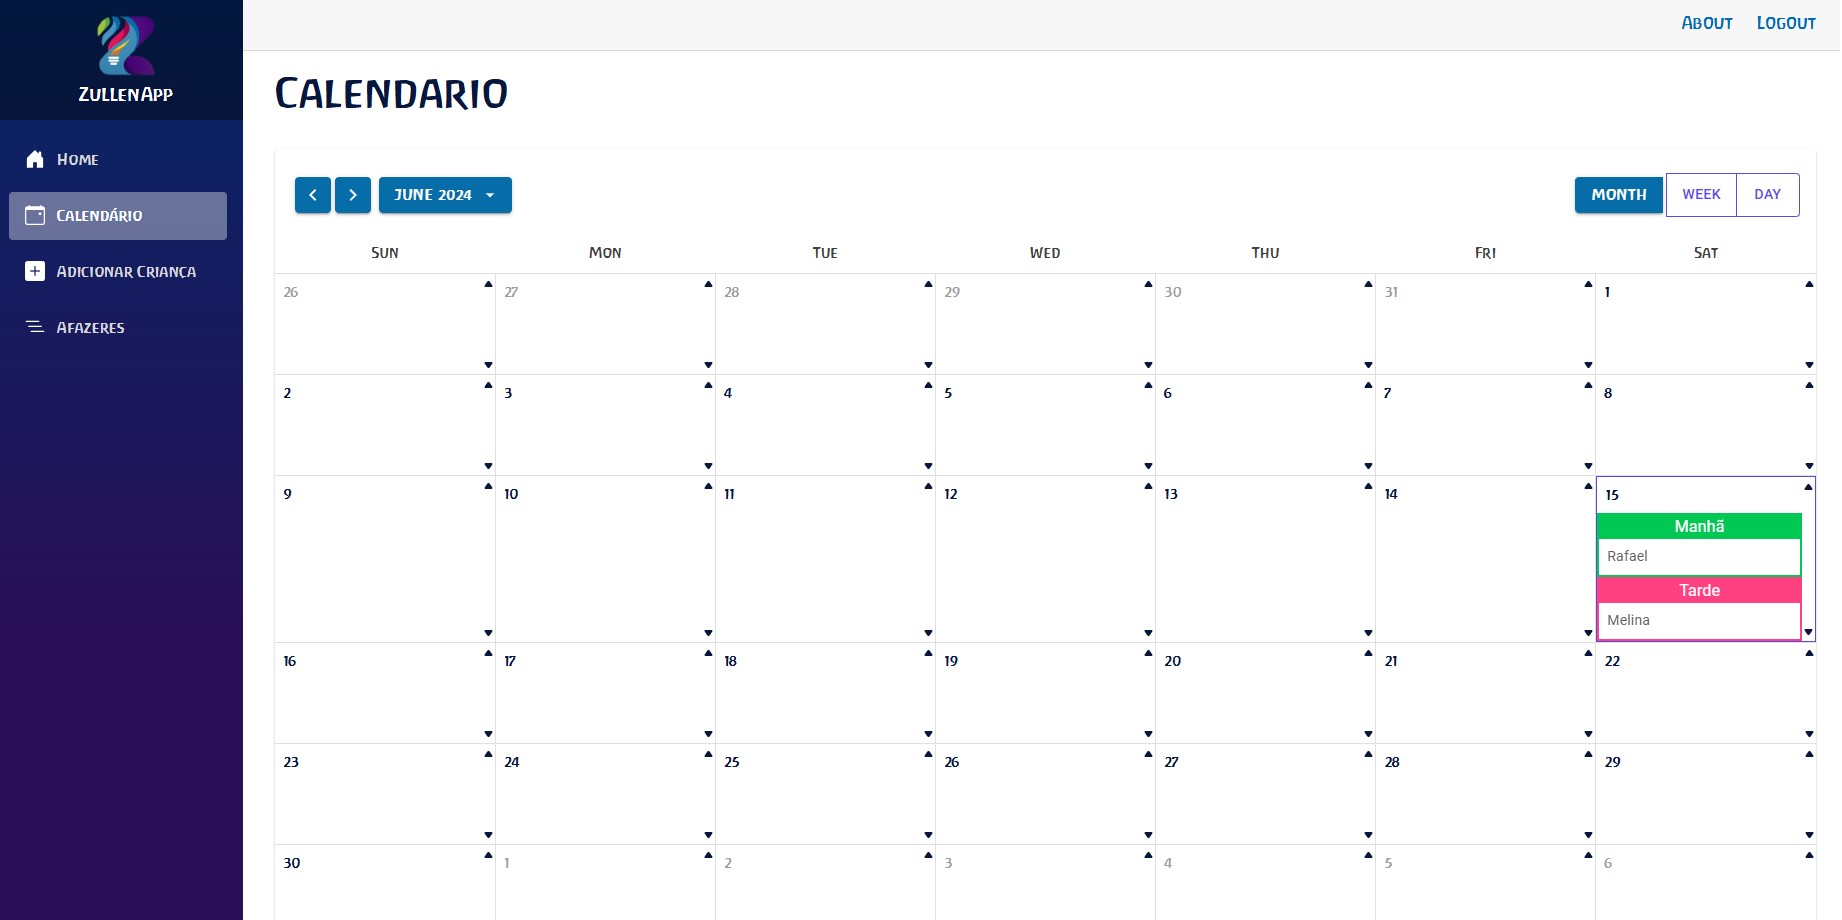 ZullenApp
Home
Calendário
Adicionar Criança
Afazeres
About Logout
Calendario
JUNE 2024
MONTH WEEK DAY
Sun Mon Tue Wed Thu Fri Sat
26 27 28 29 30 31 1
2 3 4 5 6 7 8
9 10 11 12 13 14 15
Manhã
Rafael
Tarde
Melina
16 17 18 19 20 21 22
23 24 25 26 27 28 29
30 1 2 3 4 5 6